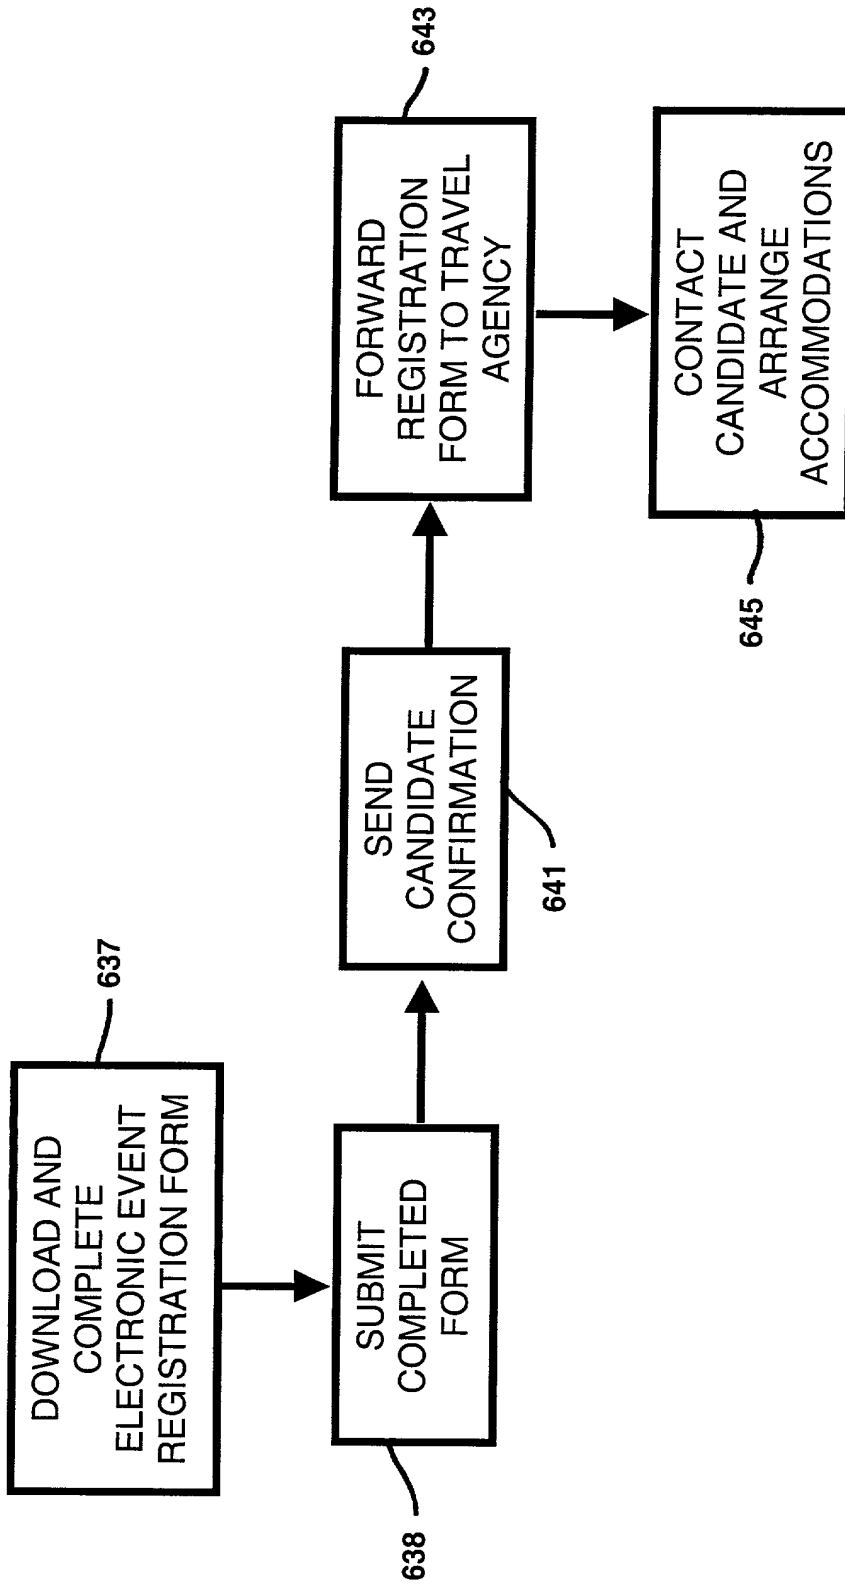 DOWNLOAD AND
COMPLETE
ELECTRONIC EVENT
REGISTRATION FORM
637
SUBMIT
COMPLETED
FORM
638
SEND
CANDIDATE
CONFIRMATION
641
FORWARD
REGISTRATION
FORM TO TRAVEL
AGENCY
643
CONTACT
CANDIDATE AND
ARRANGE
ACCOMMODATIONS
645